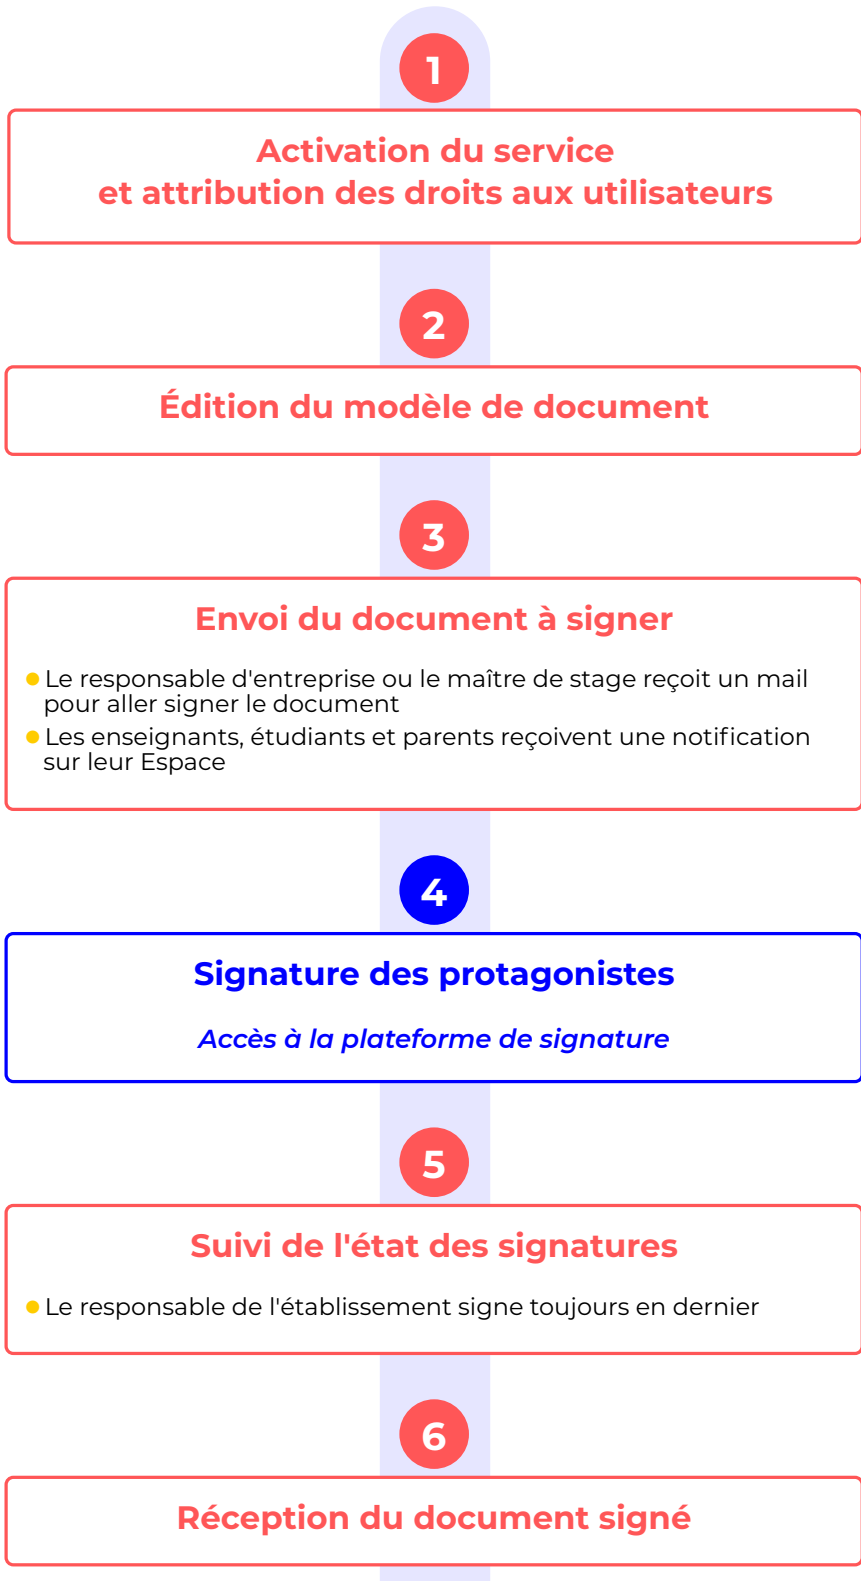 1
Activation du service
et attribution des droits aux utilisateurs
2
Édition du modèle de document
3
Envoi du document à signer
Le responsable d'entreprise ou le maître de stage reçoit un mail
pour aller signer le document
Les enseignants, étudiants et parents reçoivent une notification
sur leur Espace
4
Signature des protagonistes
Accès à la plateforme de signature
5
Suivi de l'état des signatures
Le responsable de l'établissement signe toujours en dernier
6
Réception du document signé